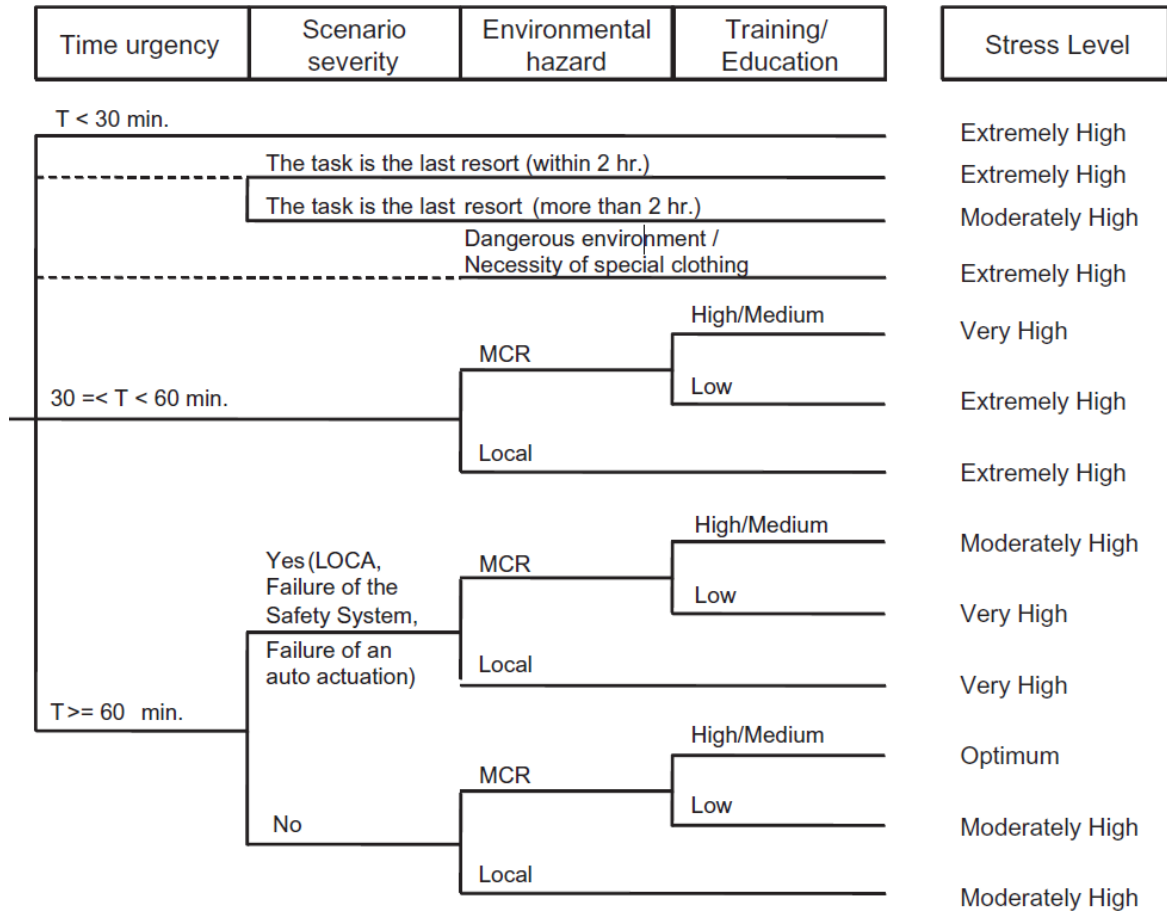 Time urgency
Scenario
severity
Environmental
hazard
Training/
Education
Stress Level
T < 30 min.
Extremely High
The task is the last resort (within 2 hr.)
Extremely High
The task is the last resort (more than 2 hr.)
Moderately High
Dangerous environment /
Necessity of special clothing
Extremely High
High/Medium
Very High
MCR
Low
30 =< T < 60 min.
Extremely High
Local
Extremely High
High/Medium
Moderately High
Yes (LOCA,
Failure of the
Safety System,
Failure of an
auto actuation)
MCR
Low
Very High
Local
Very High
T >= 60 min.
High/Medium
Optimum
MCR
Low
No
Moderately High
Local
Moderately High